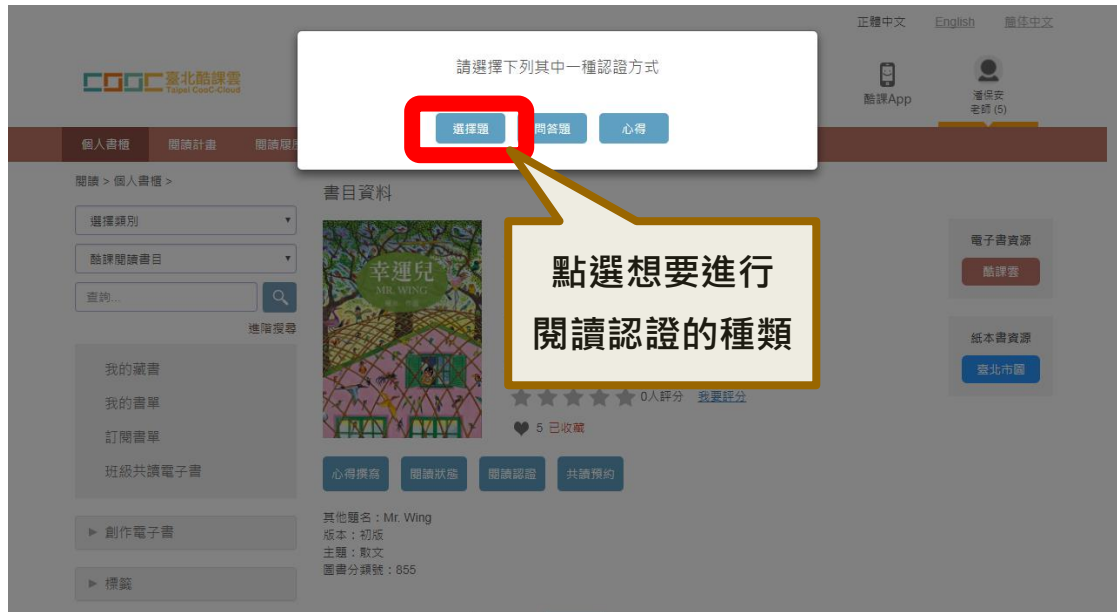 正體中文 English 簡体中文
請選擇下列其中一種認證方式
臺北酷課雲
Taipei CooC-Cloud
酷課App
潘保安
老師 (5)
選擇題 問答題 心得
個人書櫃 閱讀計畫 閱讀履歷
閱讀 > 個人書櫃 >
書目資料
選擇類別
酷課閱讀書目
查詢...
進階搜尋
我的藏書
我的書單
訂閱書單
班級共讀電子書
► 創作電子書
► 標籤
幸運兒
MR. WING
點選想要進行
閱讀認證的種類
0人評分 我要評分
5 已收藏
心得撰寫 閱讀狀態 閱讀認證 共讀預約
其他題名：Mr. Wing
版本：初版
主題：散文
圖書分類號：855
電子書資源
酷課雲
紙本書資源
臺北市圖